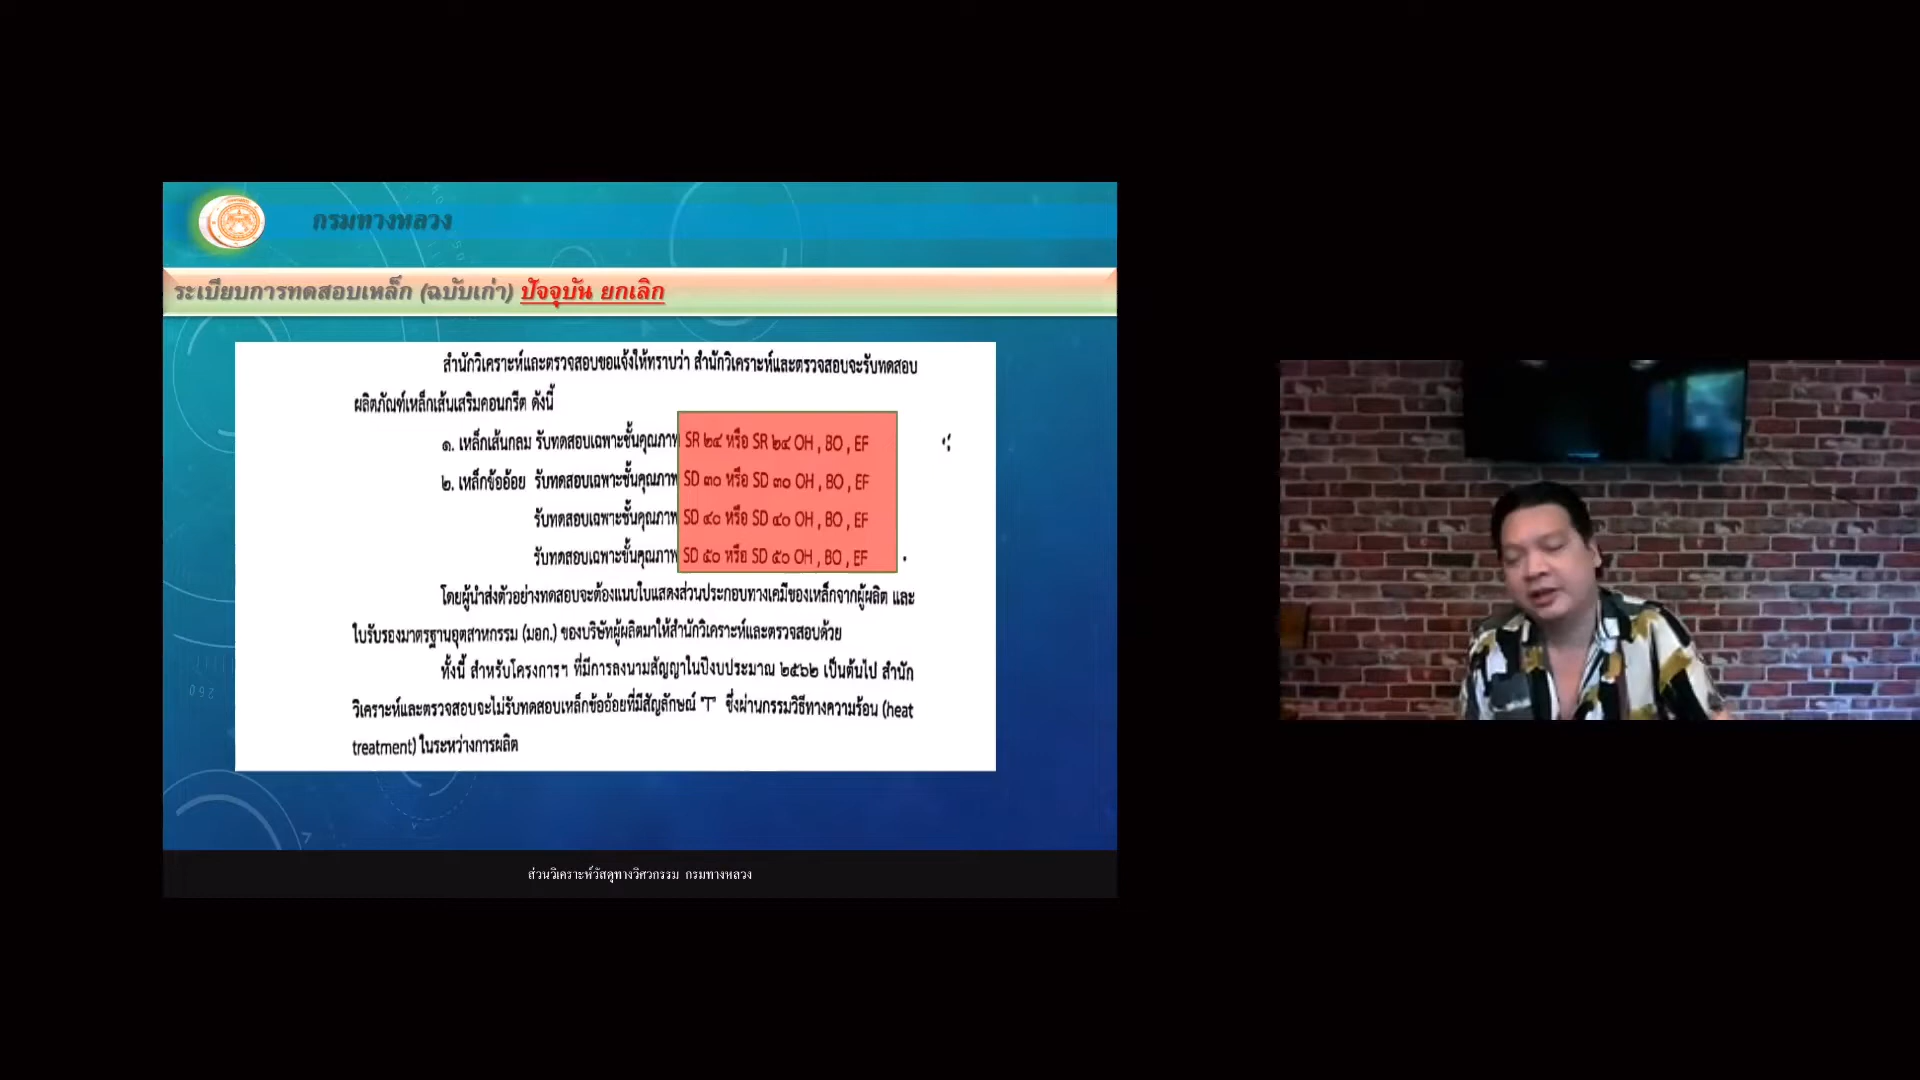 กรมทางหลวง
ระเบียบการทดสอบเหล็ก (ฉบับเก่า) ปัจจุบัน ยกเลิก
สำนักวิเคราะห์และตรวจสอบขอแจ้งให้ทราบว่า สำนักวิเคราะห์และตรวจสอบจะรับทดสอบ
ผลิตภัณฑ์เหล็กเส้นเสริมคอนกรีต ดังนี้
๑. เหล็กเส้นกลม รับทดสอบเฉพาะชั้นคุณภาพ SR ๒๔ หรือ SR ๒๔ OH , BO , EF
๒. เหล็กข้ออ้อย รับทดสอบเฉพาะชั้นคุณภาพ SD ๓๐ หรือ SD ๓๐ OH , BO , EF
รับทดสอบเฉพาะชั้นคุณภาพ SD ๔๐ หรือ SD ๔๐ OH , BO , EF
รับทดสอบเฉพาะชั้นคุณภาพ SD ๕๐ หรือ SD ๕๐ OH , BO , EF
โดยผู้นำส่งตัวอย่างทดสอบจะต้องแนบใบแสดงส่วนประกอบทางเคมีของเหล็กจากผู้ผลิต และ
ใบรับรองมาตรฐานอุตสาหกรรม (มอก.) ของบริษัทผู้ผลิตมาให้สำนักวิเคราะห์และตรวจสอบด้วย
ทั้งนี้ สำหรับโครงการฯ ที่มีการลงนามสัญญาในปีงบประมาณ ๒๕๖๒ เป็นต้นไป สำนัก
วิเคราะห์และตรวจสอบจะไม่รับทดสอบเหล็กข้ออ้อยที่มีสัญลักษณ์ "T" ซึ่งผ่านกรรมวิธีทางความร้อน (heat
treatment) ในระหว่างการผลิต
ส่วนวิเคราะห์วัสดุทางวิศวกรรม กรมทางหลวง